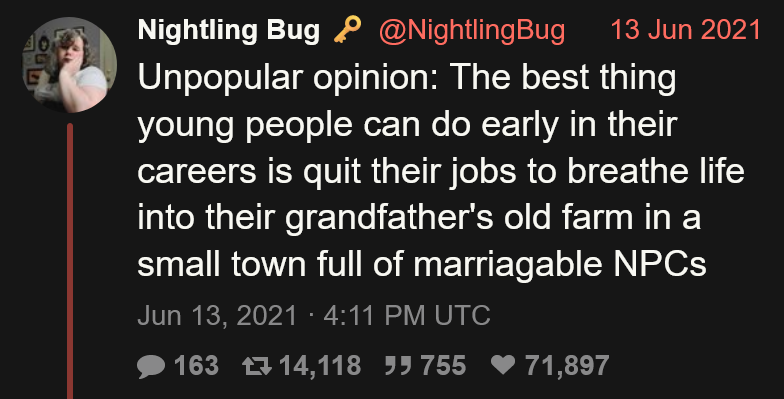 Nightling Bug 🔑 @NightlingBug 13 Jun 2021
Unpopular opinion: The best thing
young people can do early in their
careers is quit their jobs to breathe life
into their grandfather's old farm in a
small town full of marriagable NPCs
Jun 13, 2021 · 4:11 PM UTC
163 14,118 755 71,897